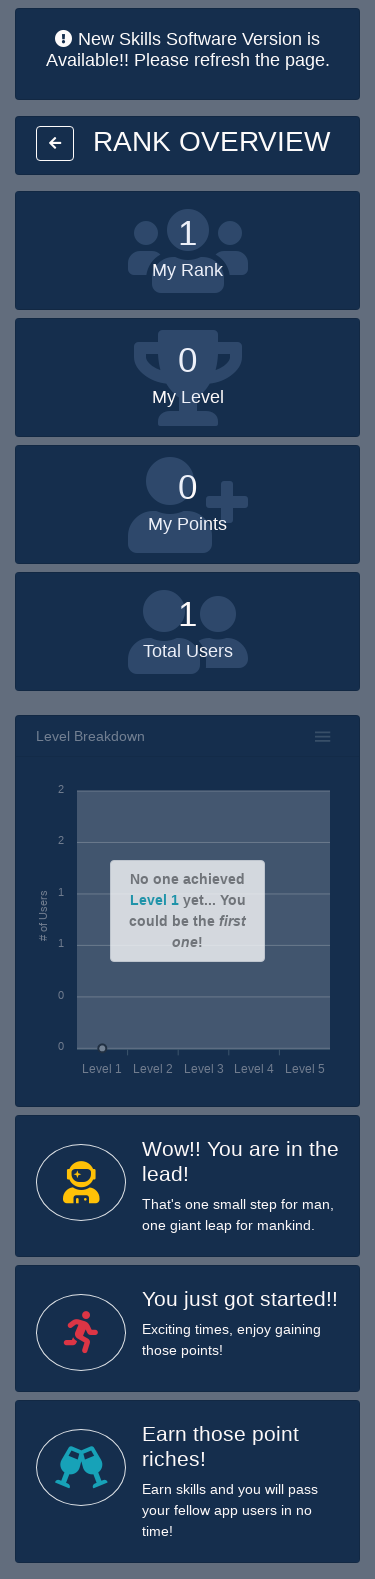 New Skills Software Version is
Available!! Please refresh the page.
RANK OVERVIEW
1
My Rank
0
My Level
0
My Points
1
Total Users
Level Breakdown
2
2
1
1
0
0
# of Users
No one achieved
Level 1 yet... You
could be the first
one!
Level 1 Level 2 Level 3 Level 4 Level 5
Wow!! You are in the
lead!
That's one small step for man,
one giant leap for mankind.
You just got started!!
Exciting times, enjoy gaining
those points!
Earn those point
riches!
Earn skills and you will pass
your fellow app users in no
time!